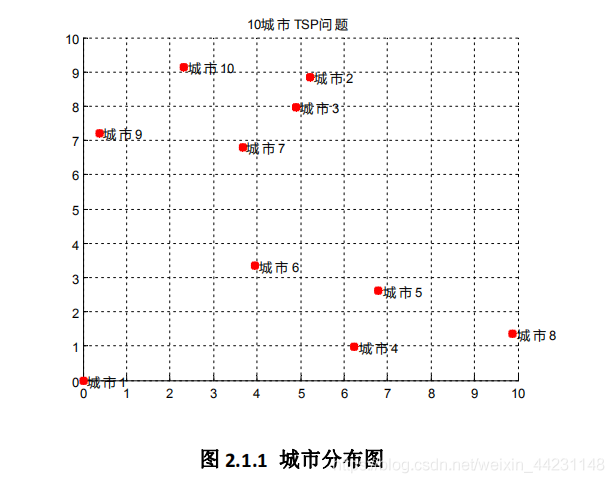 10城市 TSP问题
10
9
8
7
6
5
4
3
2
1
0
城市10
城市2
城市3
城市9
城市7
城市6
城市5
城市8
城市4
城市1
0 1 2 3 4 5 6 7 8 9 10
图 2.1.1 城市分布图
https://blog.csdn.net/weixin_44231148